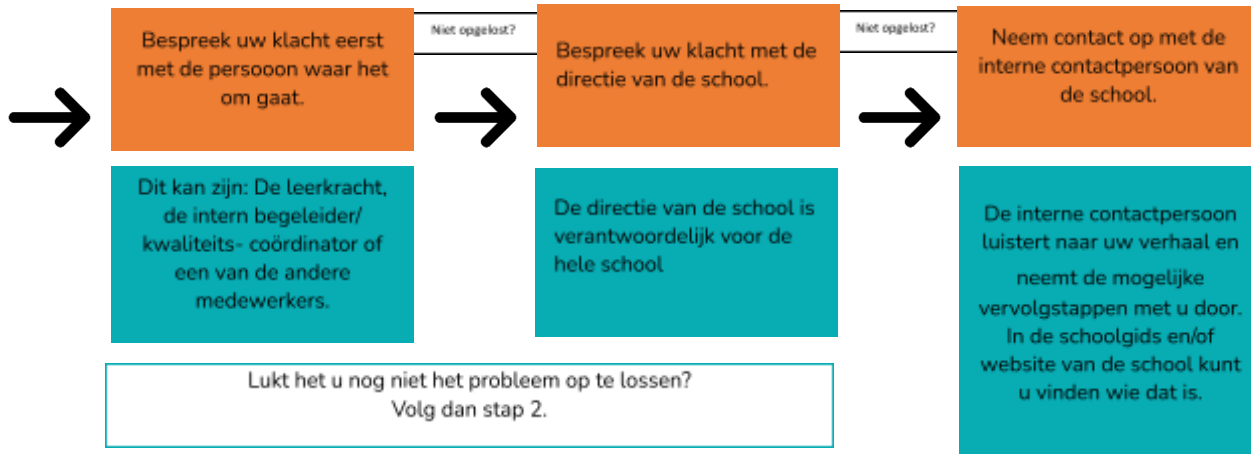 Bespreek uw klacht eerst
met de persooon waar het
om gaat.
Dit kan zijn: De leerkracht,
de intern begeleider/
kwaliteits- coördinator of
een van de andere
medewerkers.
Niet opgelost?
Bespreek uw klacht met de
directie van de school.
De directie van de school is
verantwoordelijk voor de
hele school
Niet opgelost?
Neem contact op met de
interne contactpersoon van
de school.
De interne contactpersoon
luistert naar uw verhaal en
neemt de mogelijke
vervolgstappen met u door.
In de schoolgids en/of
website van de school kunt
u vinden wie dat is.
Lukt het u nog niet het probleem op te lossen?
Volg dan stap 2.